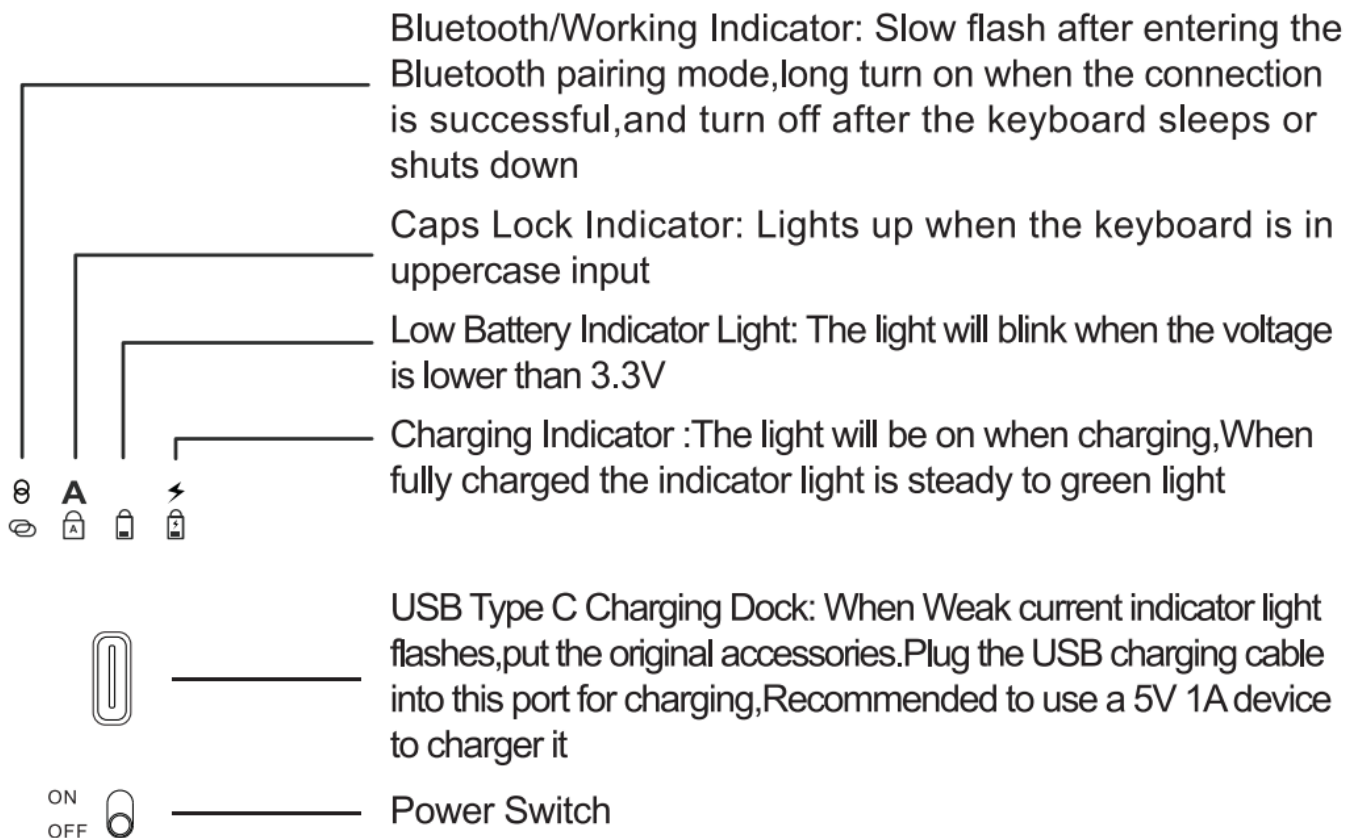 Bluetooth/Working Indicator: Slow flash after entering the
Bluetooth pairing mode,long turn on when the connection
is successful,and turn off after the keyboard sleeps or
shuts down
Caps Lock Indicator: Lights up when the keyboard is in
uppercase input
Low Battery Indicator Light: The light will blink when the voltage
is lower than 3.3V
Charging Indicator :The light will be on when charging,When
fully charged the indicator light is steady to green light
A
A
USB Type C Charging Dock: When Weak current indicator light
flashes,put the original accessories.Plug the USB charging cable
into this port for charging,Recommended to use a 5V 1A device
to charger it
ON
OFF
Power Switch